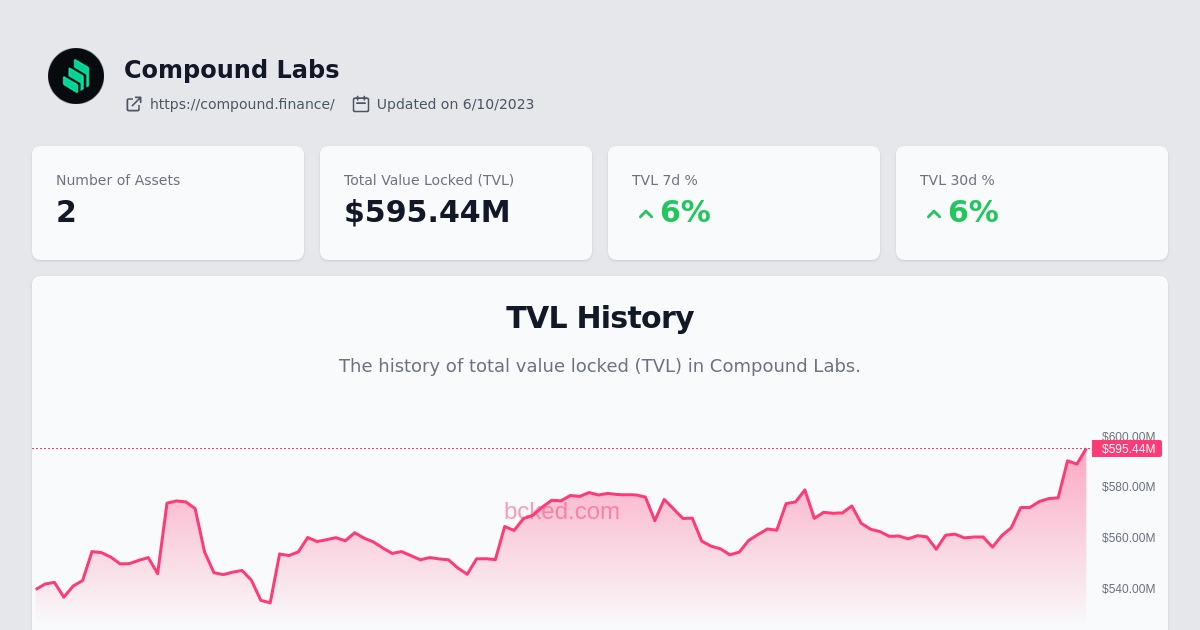 Compound Labs
https://compound.finance/ Updated on 6/10/2023
Number of Assets
2
Total Value Locked (TVL)
$595.44M
TVL 7d %
6%
TVL 30d %
6%
TVL History
The history of total value locked (TVL) in Compound Labs.
$600.00M
$595.44M
$580.00M
bcked.com
$560.00M
$540.00M